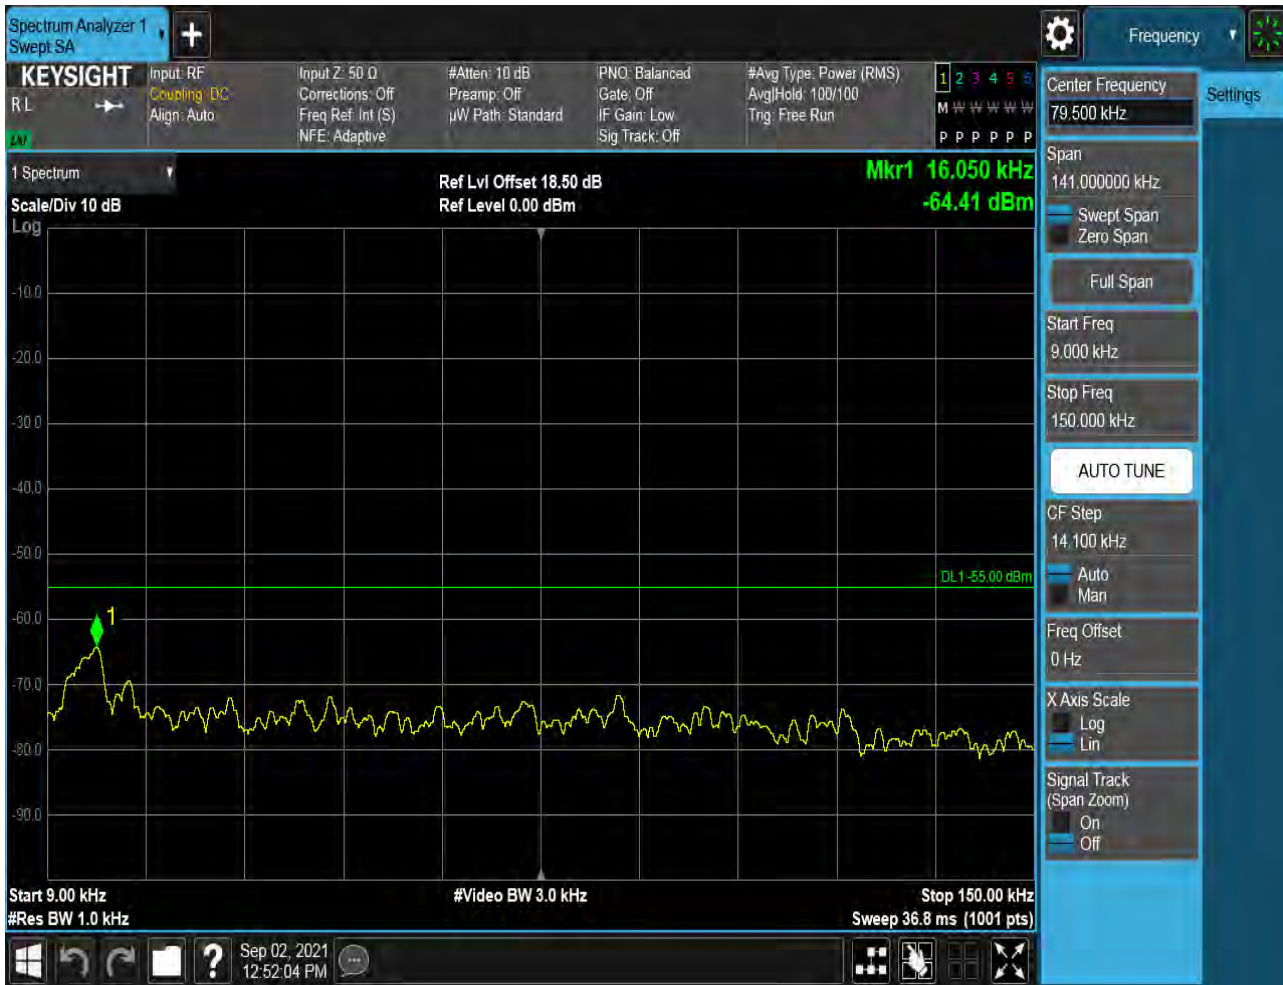 Spectrum Analyzer 1
Swept SA
+
Frequency
KEYSIGHT
R L
LXI
Input: RF
Coupling: DC
Align: Auto
Input Z: 50 Ω
Corrections: Off
Freq Ref: Int (S)
NFE: Adaptive
#Atten: 10 dB
Preamp: Off
µW Path: Standard
PNO: Balanced
Gate: Off
IF Gain: Low
Sig Track: Off
#Avg Type: Power (RMS)
Avg|Hold: 100/100
Trig: Free Run
1 2 3 4 5 6
M W W W W W
P P P P P P
1 Spectrum
Scale/Div 10 dB
Log
Ref Lvl Offset 18.50 dB
Ref Level 0.00 dBm
Mkr1 16.050 kHz
-64.41 dBm
-10.0
-20.0
-30.0
-40.0
-50.0
DL1 -55.00 dBm
-60.0
1
-70.0
-80.0
-90.0
Start 9.00 kHz
#Res BW 1.0 kHz
#Video BW 3.0 kHz
Stop 150.00 kHz
Sweep 36.8 ms (1001 pts)
Center Frequency
79.500 kHz
Settings
Span
141.000000 kHz
Swept Span
Zero Span
Full Span
Start Freq
9.000 kHz
Stop Freq
150.000 kHz
AUTO TUNE
CF Step
14.100 kHz
Auto
Man
Freq Offset
0 Hz
X Axis Scale
Log
Lin
Signal Track
(Span Zoom)
On
Off
?
Sep 02, 2021
12:52:04 PM